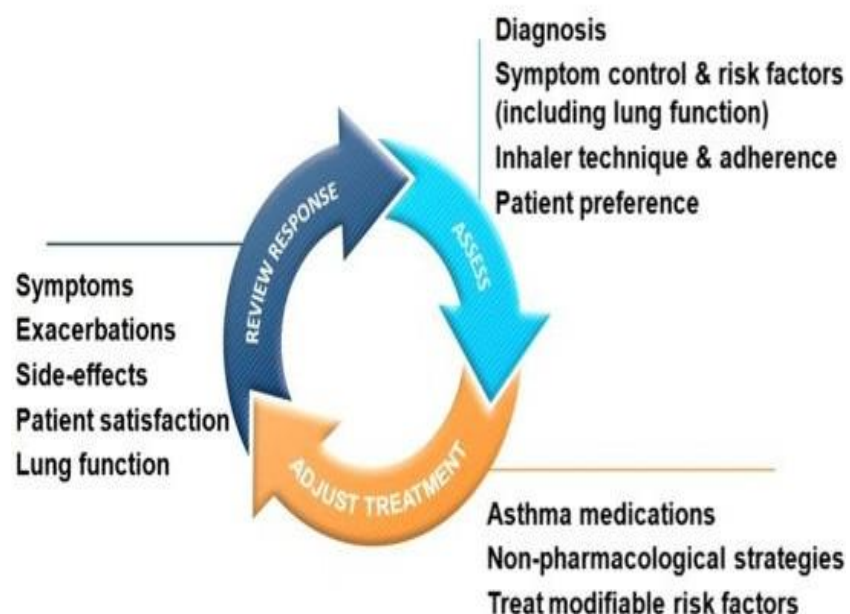 Diagnosis
Symptom control & risk factors
(including lung function)
Inhaler technique & adherence
Patient preference
REVIEW RESPONSE
ASSESS
ADJUST TREATMENT
Symptoms
Exacerbations
Side-effects
Patient satisfaction
Lung function
Asthma medications
Non-pharmacological strategies
Treat modifiable risk factors